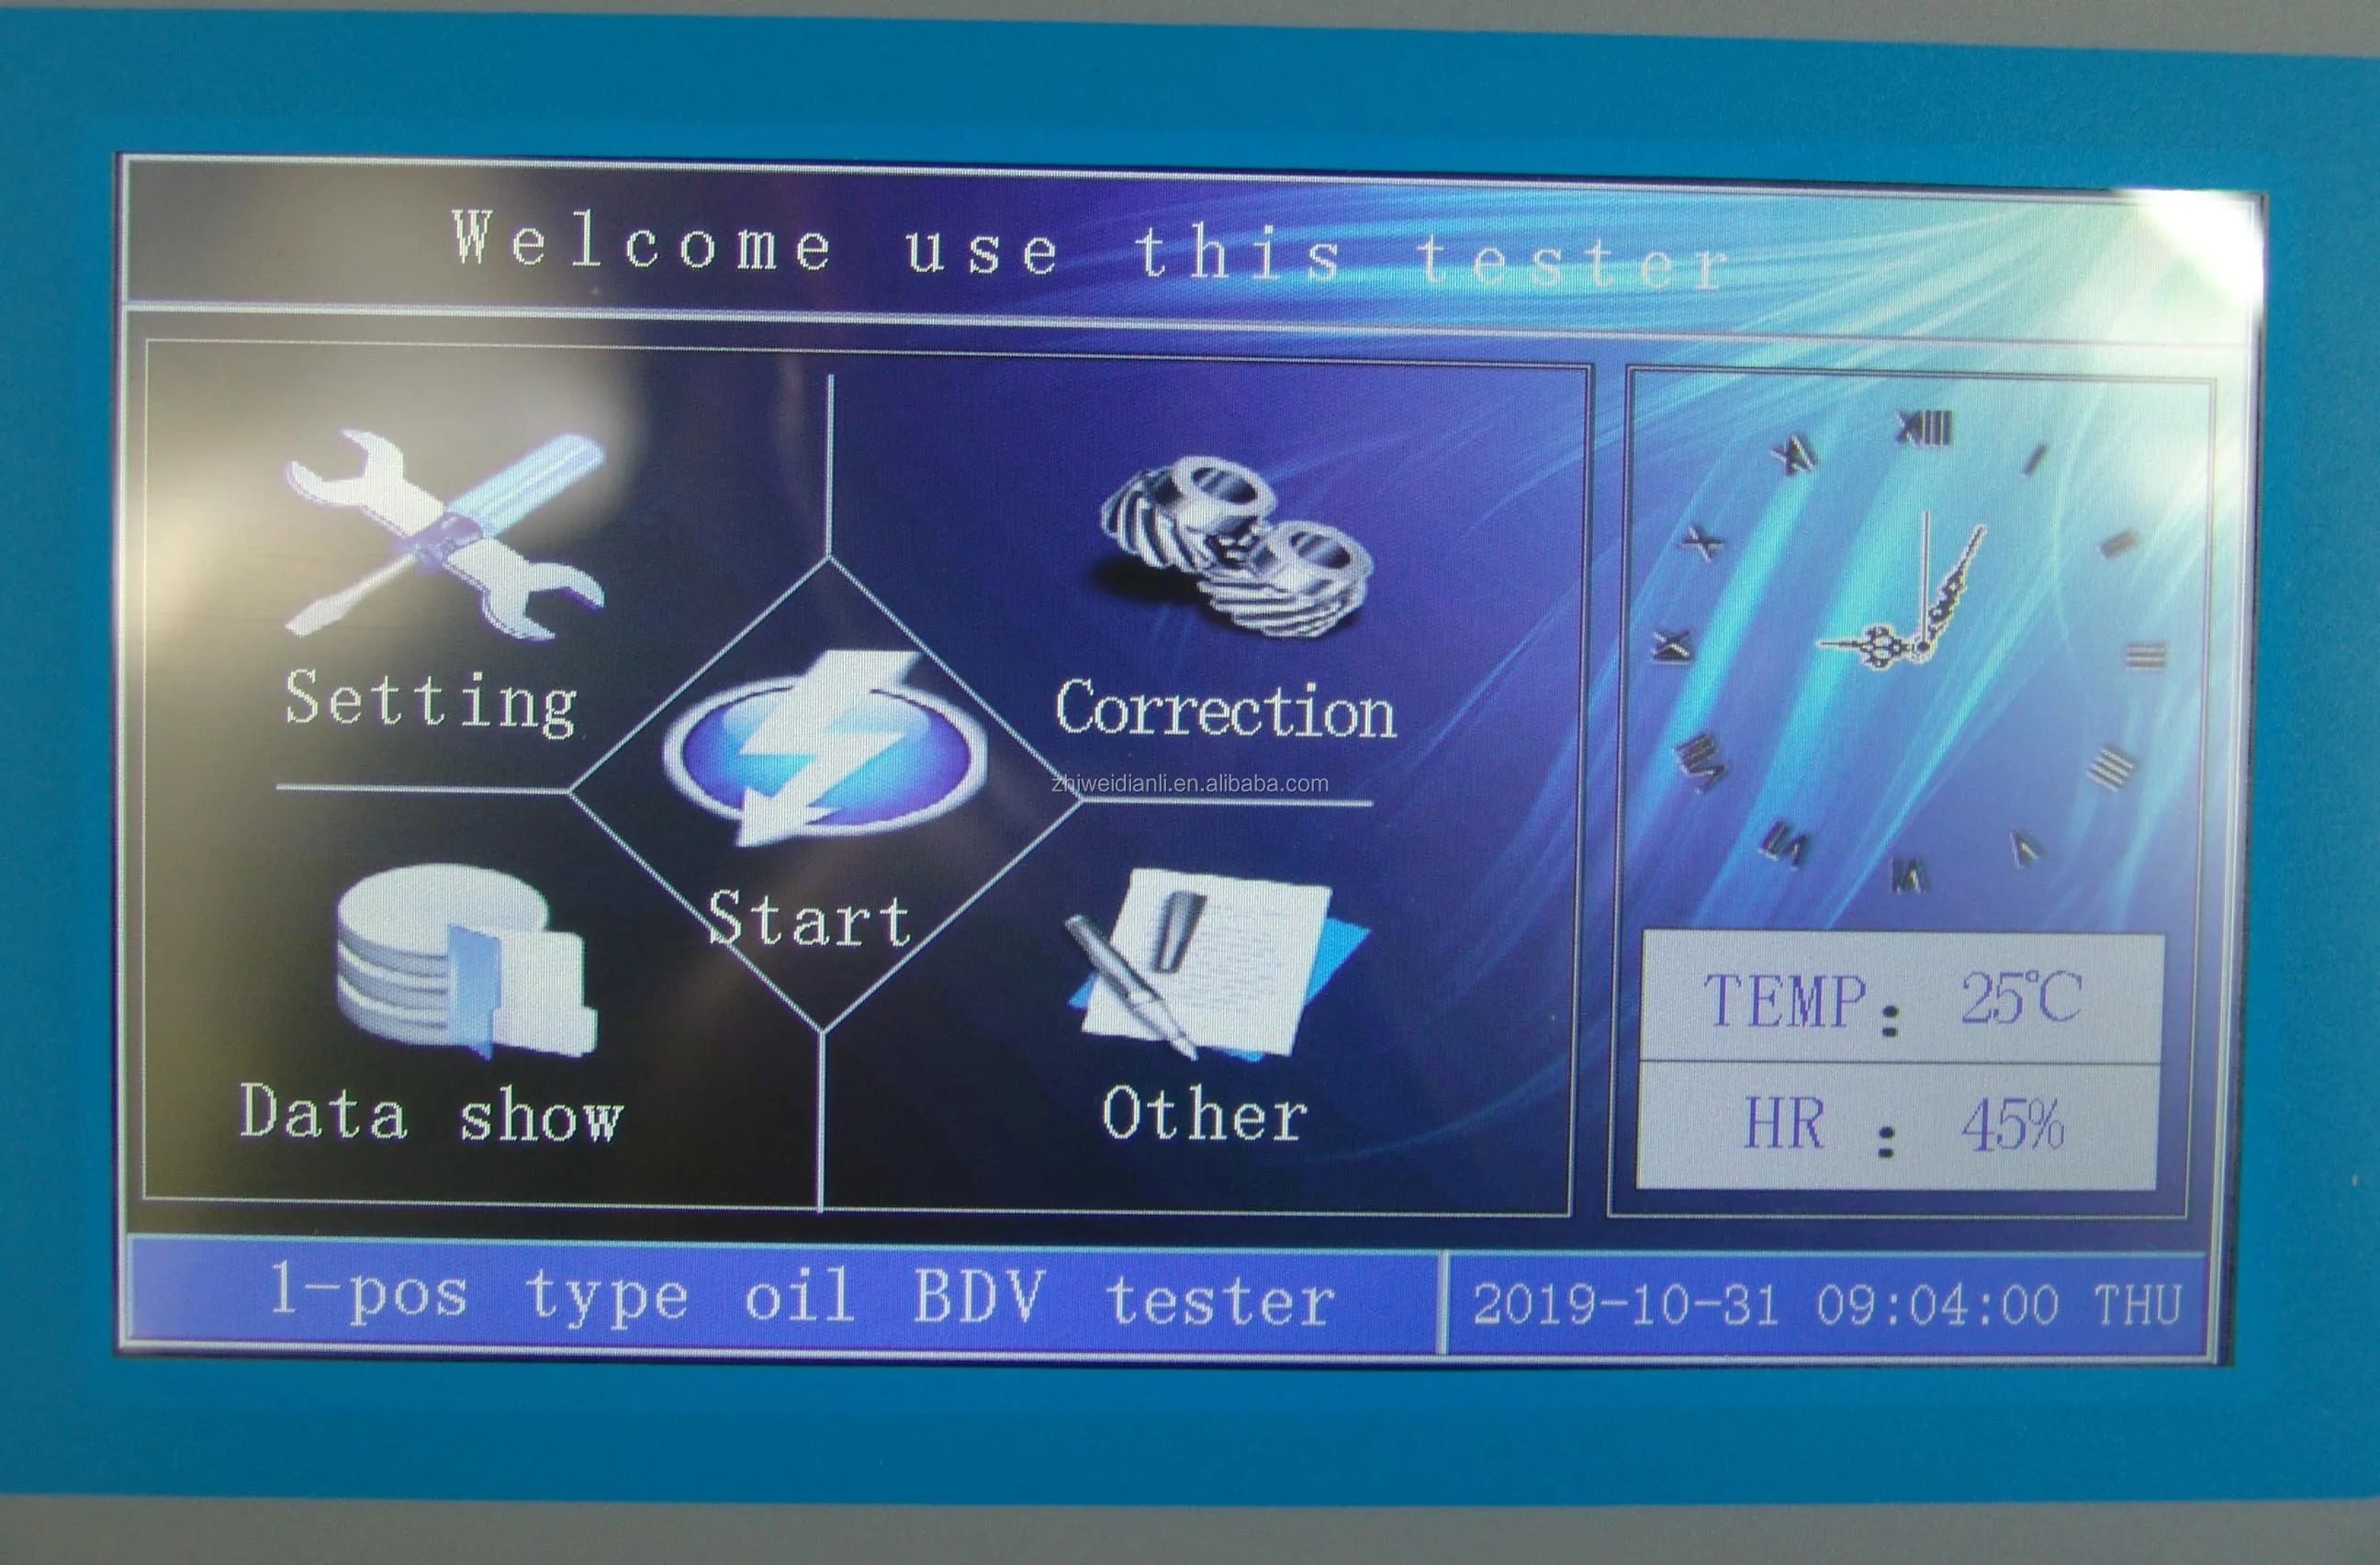 Welcome use this tester
Setting
Correction
Start
Data show
Other
zhiweidianli.en.alibaba.com
TEMP: 25℃
HR : 45%
1-pos type oil BDV tester
2019-10-31 09:04:00 THU